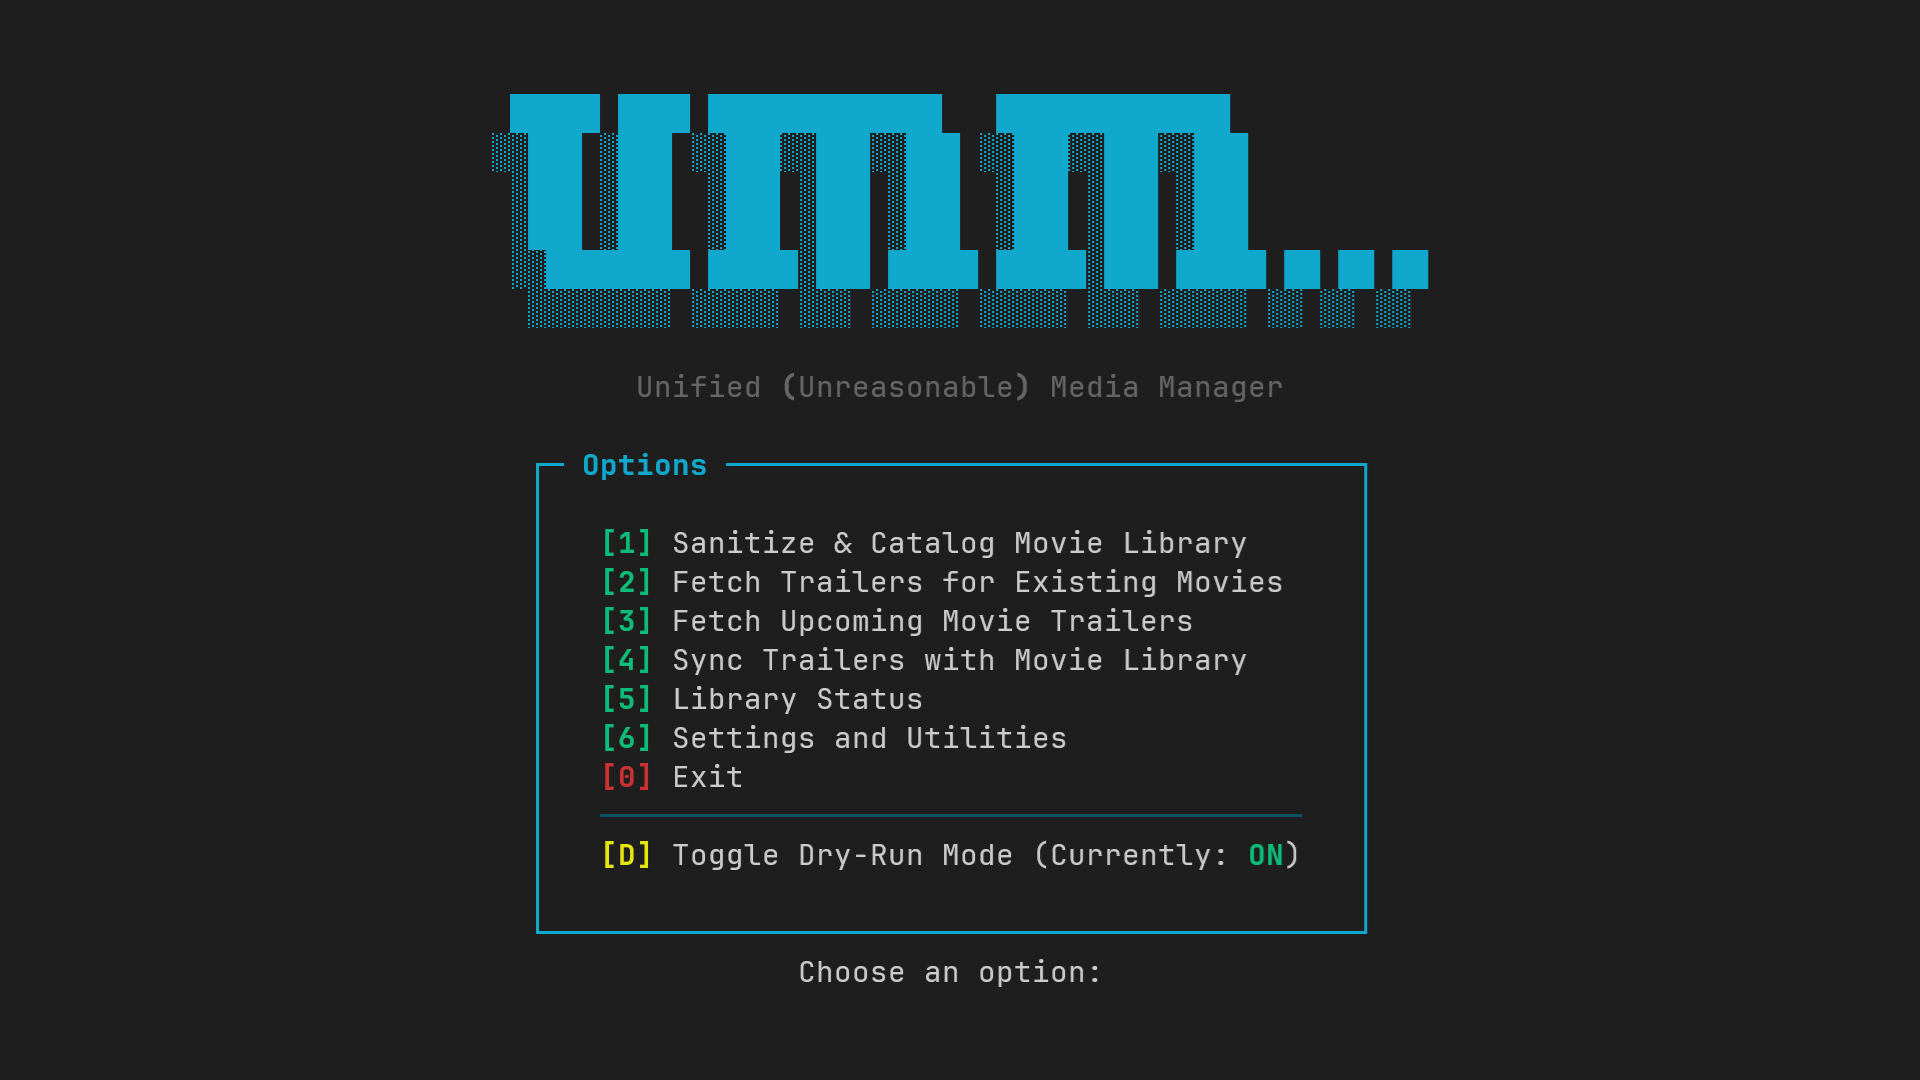 umm...
Unified (Unreasonable) Media Manager
Options
[1] Sanitize & Catalog Movie Library
[2] Fetch Trailers for Existing Movies
[3] Fetch Upcoming Movie Trailers
[4] Sync Trailers with Movie Library
[5] Library Status
[6] Settings and Utilities
[0] Exit
[D] Toggle Dry-Run Mode (Currently: ON)
Choose an option: